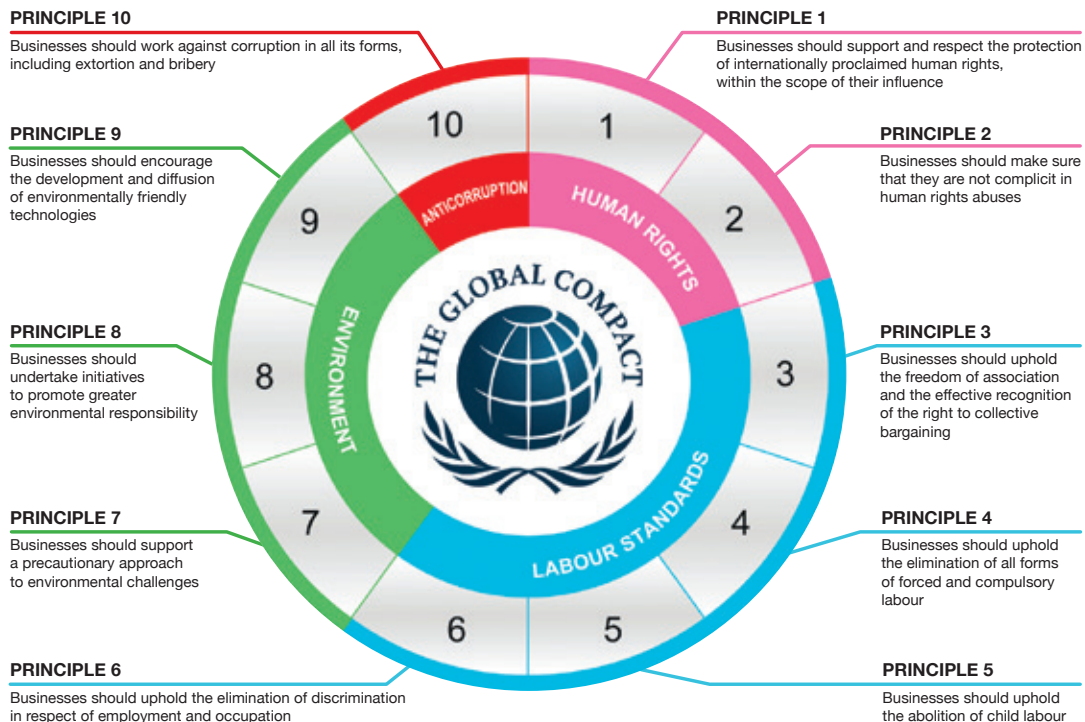 PRINCIPLE 10
Businesses should work against corruption in all its forms,
including extortion and bribery
PRINCIPLE 1
Businesses should support and respect the protection
of internationally proclaimed human rights,
within the scope of their influence
PRINCIPLE 9
Businesses should encourage
the development and diffusion
of environmentally friendly
technologies
PRINCIPLE 2
Businesses should make sure
that they are not complicit in
human rights abuses
PRINCIPLE 8
Businesses should
undertake initiatives
to promote greater
environmental responsibility
PRINCIPLE 3
Businesses should uphold
the freedom of association
and the effective recognition
of the right to collective
bargaining
PRINCIPLE 7
Businesses should support
a precautionary approach
to environmental challenges
PRINCIPLE 4
Businesses should uphold
the elimination of all forms
of forced and compulsory
labour
PRINCIPLE 6
Businesses should uphold the elimination of discrimination
in respect of employment and occupation
PRINCIPLE 5
Businesses should uphold
the abolition of child labour
10
1
9
2
8
3
7
4
6
5
ANTICORRUPTION
HUMAN RIGHTS
ENVIRONMENT
LABOUR STANDARDS
THE GLOBAL COMPACT